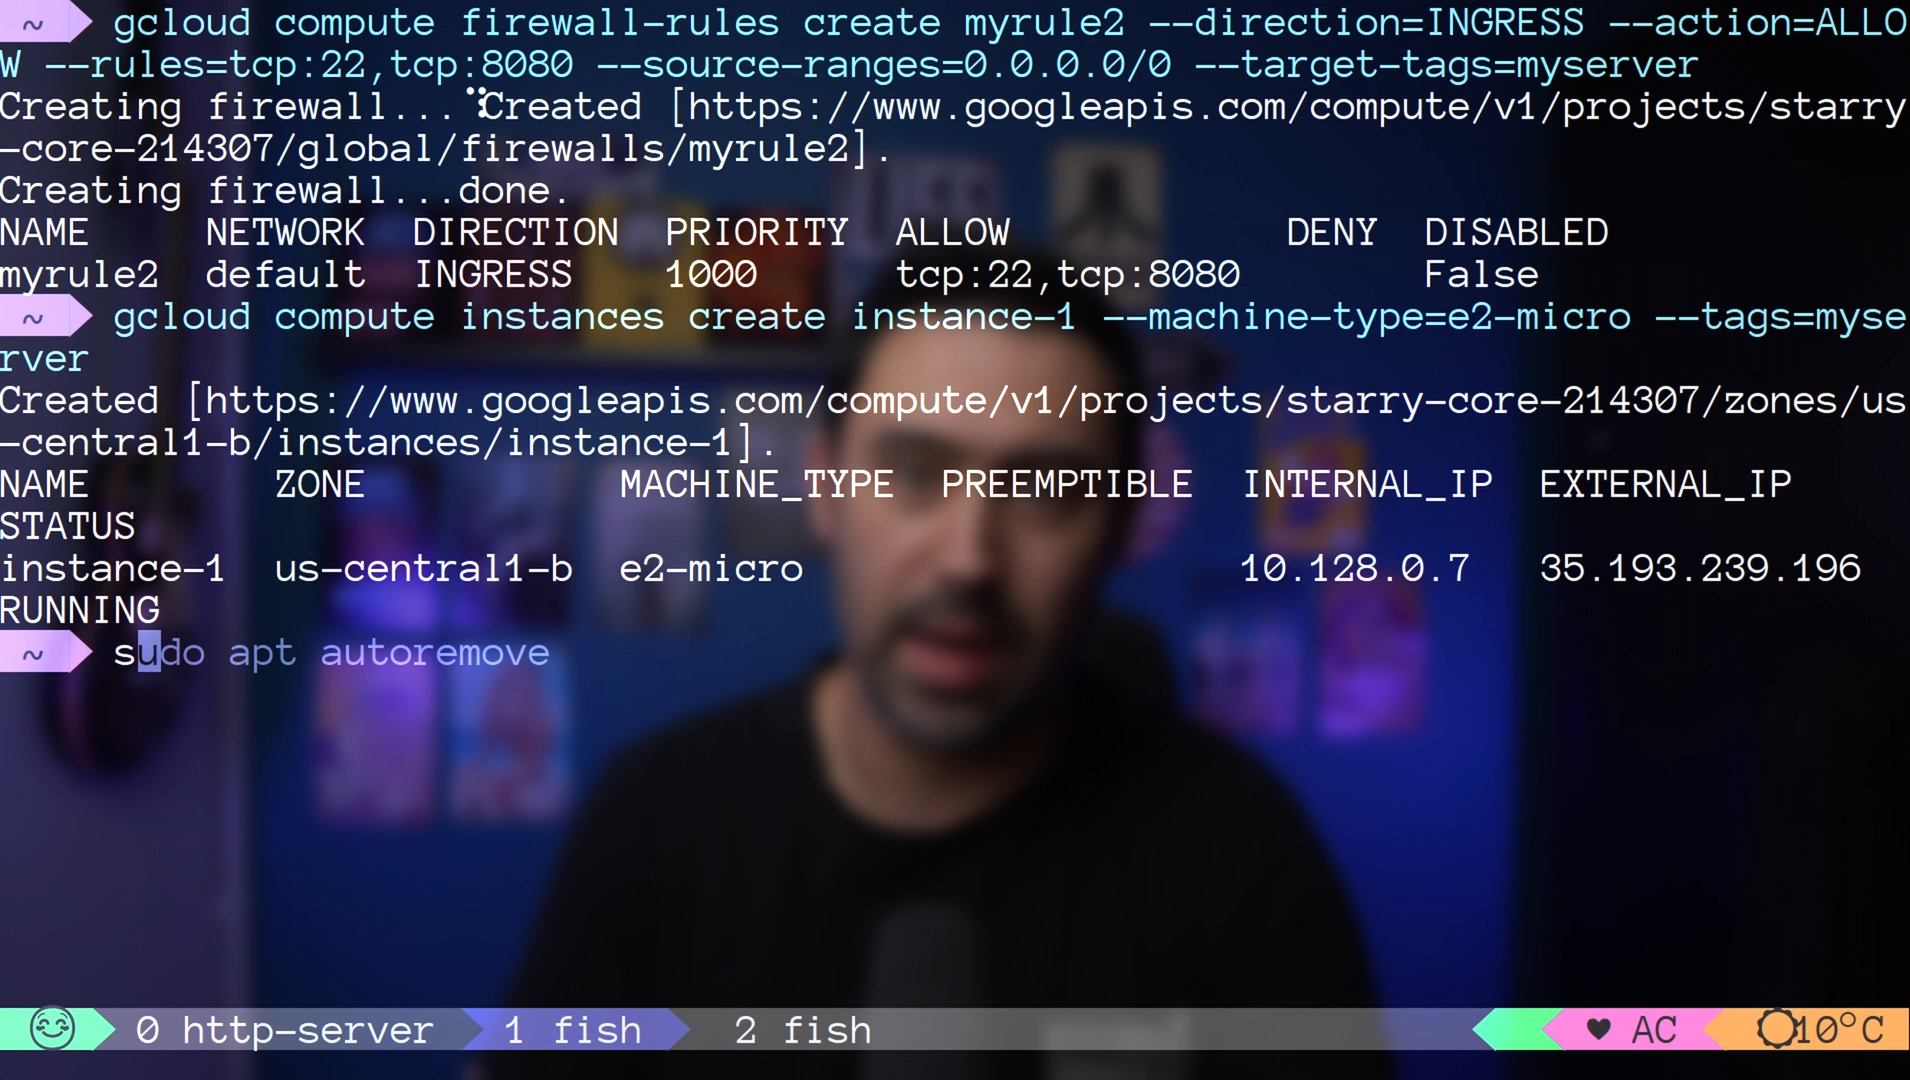 ~ gcloud compute firewall-rules create myrule2 --direction=INGRESS --action=ALLO
W --rules=tcp:22,tcp:8080 --source-ranges=0.0.0.0/0 --target-tags=myserver
Creating firewall...⠙Created [https://www.googleapis.com/compute/v1/projects/starry
-core-214307/global/firewalls/myrule2].
Creating firewall...done.
NAME NETWORK DIRECTION PRIORITY ALLOW DENY DISABLED
myrule2 default INGRESS 1000 tcp:22,tcp:8080 False
~ gcloud compute instances create instance-1 --machine-type=e2-micro --tags=myse
rver
Created [https://www.googleapis.com/compute/v1/projects/starry-core-214307/zones/us
-central1-b/instances/instance-1].
NAME ZONE MACHINE_TYPE PREEMPTIBLE INTERNAL_IP EXTERNAL_IP
STATUS
instance-1 us-central1-b e2-micro 10.128.0.7 35.193.239.196
RUNNING
~ sudo apt autoremove
0 http-server 1 fish 2 fish ♥ AC 10°C